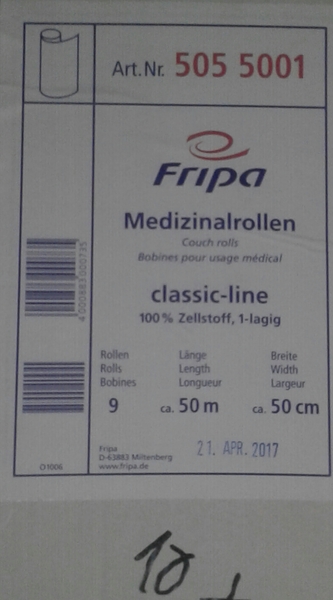 Art.Nr. 505 5001
Fripa
Medizinalrollen
Couch rolls
Bobines pour usage médical
classic-line
100% Zellstoff, 1-lagig
Rollen Länge Breite
Rolls Length Width
Bobines Longueur Largeur
9 ca. 50 m ca. 50 cm
Fripa
D-63883 Miltenberg
www.fripa.de
21. APR. 2017
01006
10